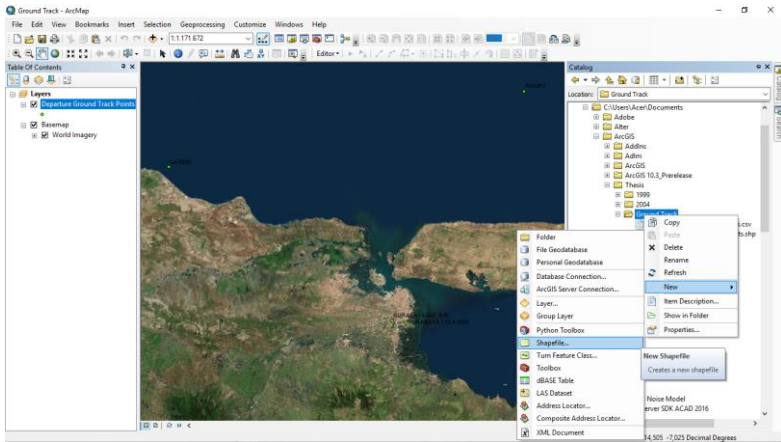 Ground Track - ArcMap
File Edit View Bookmarks Insert Selection Geoprocessing Customize Windows Help
1:1.171.672
Editor
Table Of Contents
Layers
Departure Ground Track Points
Basemap
World Imagery
Catalog
Location: Ground Track
C:\Users\Acer\Documents
Adobe
Alter
ArcGIS
AddIns
AdIm
ArcGIS
ArcGIS 10.3_Prerelease
Thesis
1999
2004
Ground Track
s.csv
ts.shp
Copy
Paste
Delete
Rename
Refresh
New
Item Description...
Show in Folder
Properties...
Folder
File Geodatabase
Personal Geodatabase
Database Connection...
ArcGIS Server Connection...
Layer...
Group Layer
Python Toolbox
Shapefile...
Turn Feature Class...
Toolbox
dBASE Table
LAS Dataset
Address Locator...
Composite Address Locator...
XML Document
New Shapefile
Creates a new shapefile
Noise Model
erver SDK ACAD 2016
14,505 -7,025 Decimal Degrees
Catalog
Search